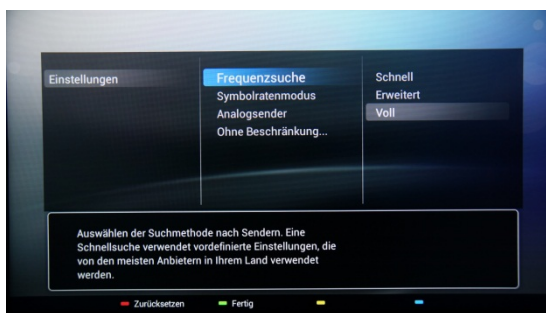 Einstellungen
Frequenzsuche
Symbolratenmodus
Analogsender
Ohne Beschränkung...
Schnell
Erweitert
Voll
Auswählen der Suchmethode nach Sendern. Eine
Schnellsuche verwendet vordefinierte Einstellungen, die
von den meisten Anbietern in Ihrem Land verwendet
werden.
Zurücksetzen
Fertig